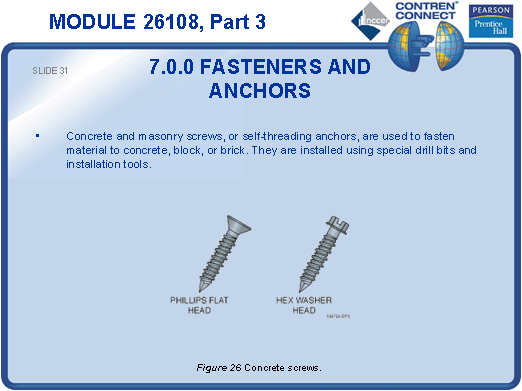 MODULE 26108, Part 3
nccer
CONTREN
CONNECT
PEARSON
Prentice
Hall
SLIDE 31
7.0.0 FASTENERS AND
ANCHORS
• Concrete and masonry screws, or self-threading anchors, are used to fasten
material to concrete, block, or brick. They are installed using special drill bits and
installation tools.
PHILLIPS FLAT
HEAD
HEX WASHER
HEAD
Figure 26 Concrete screws.